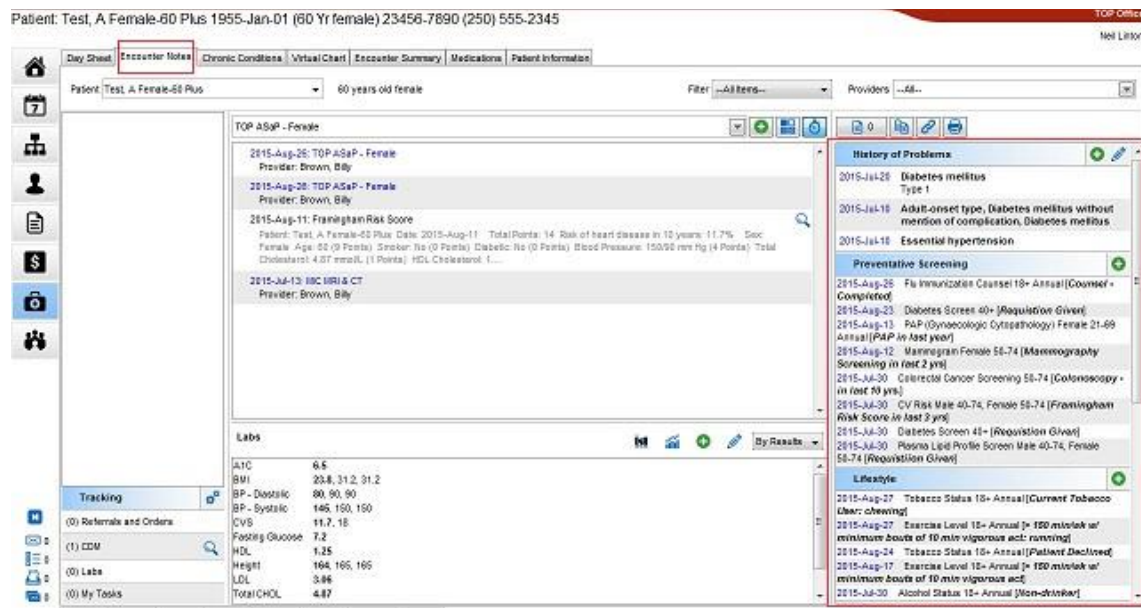 Patient: Test, A Female-60 Plus 1955-Jan-01 (60 Yr female) 23456-7890 (250) 555-2345
TOP Office
Neil Linton
Day Sheet Encounter Notes Chronic Conditions Virtual Chart Encounter Summary Medications Patient Information
Patient Test, A Female-60 Plus 60 years old female Filter --All Items-- Providers --All--
7
TOP ASaP - Female
0
2015-Aug-26: TOP ASaP - Female
Provider: Brown, Billy
2015-Aug-26: TOP ASaP - Female
Provider: Brown, Billy
2015-Aug-11: Framingham Risk Score
Patient: Test, A Female-60 Plus Date: 2015-Aug-11 Total Points: 14 Risk of heart disease in 10 years: 11.7% Sex:
Female Age: 60 (9 Points) Smoker: No (0 Points) Diabetic: No (0 Points) Blood Pressure: 150/90 mm Hg (4 Points) Total
Cholesterol: 4.87 mmol/L (1 Points) HDL Cholesterol: 1....
2015-Jul-13: MRI & CT
Provider: Brown, Billy
History of Problems
2015-Jul-20 Diabetes mellitus
Type 1
2015-Jul-10 Adult-onset type, Diabetes mellitus without
mention of complication, Diabetes mellitus
2015-Jul-10 Essential hypertension
Preventative Screening
2015-Aug-26 Flu Immunization Counsel 18+ Annual [Counsel -
Completed]
2015-Aug-23 Diabetes Screen 40+ [Requistion Given]
2015-Aug-13 PAP (Gynaecologic Cytopathology) Female 21-69
Annual [PAP in last year]
2015-Aug-12 Mammogram Female 50-74 [Mammography
Screening in last 2 yrs]
2015-Jul-30 Colorectal Cancer Screening 50-74 [Colonoscopy -
in last 10 yrs.]
2015-Jul-30 CV Risk Male 40-74, Female 50-74 [Framingham
Risk Score in last 3 yrs]
2015-Jul-30 Diabetes Screen 40+ [Requistion Given]
2015-Jul-30 Plasma Lipid Profile Screen Male 40-74, Female
50-74 [Requistiion Given]
Lifestyle
2015-Aug-27 Tobacco Status 18+ Annual [Current Tobacco
User: chewing]
2015-Aug-27 Exercise Level 18+ Annual [> 150 min/wk w/
minimum bouts of 10 min vigorous act: running]
2015-Aug-24 Tobacco Status 18+ Annual [Patient Declined]
2015-Aug-17 Exercise Level 18+ Annual [> 150 min/wk w/
minimum bouts of 10 min vigorous act]
2015-Jul-30 Alcohol Status 18+ Annual [Non-drinker]
Labs By Results
A1C 6.5
BMI 23.8, 31.2, 31.2
BP - Diastolic 80, 90, 90
BP - Systolic 146, 150, 150
CVS 11.7, 18
Fasting Glucose 7.2
HDL 1.25
Height 164, 165, 165
LDL 3.06
Total CHOL 4.87
Tracking
(0) Referrals and Orders
(1) CDM
(0) Labs
(0) My Tasks